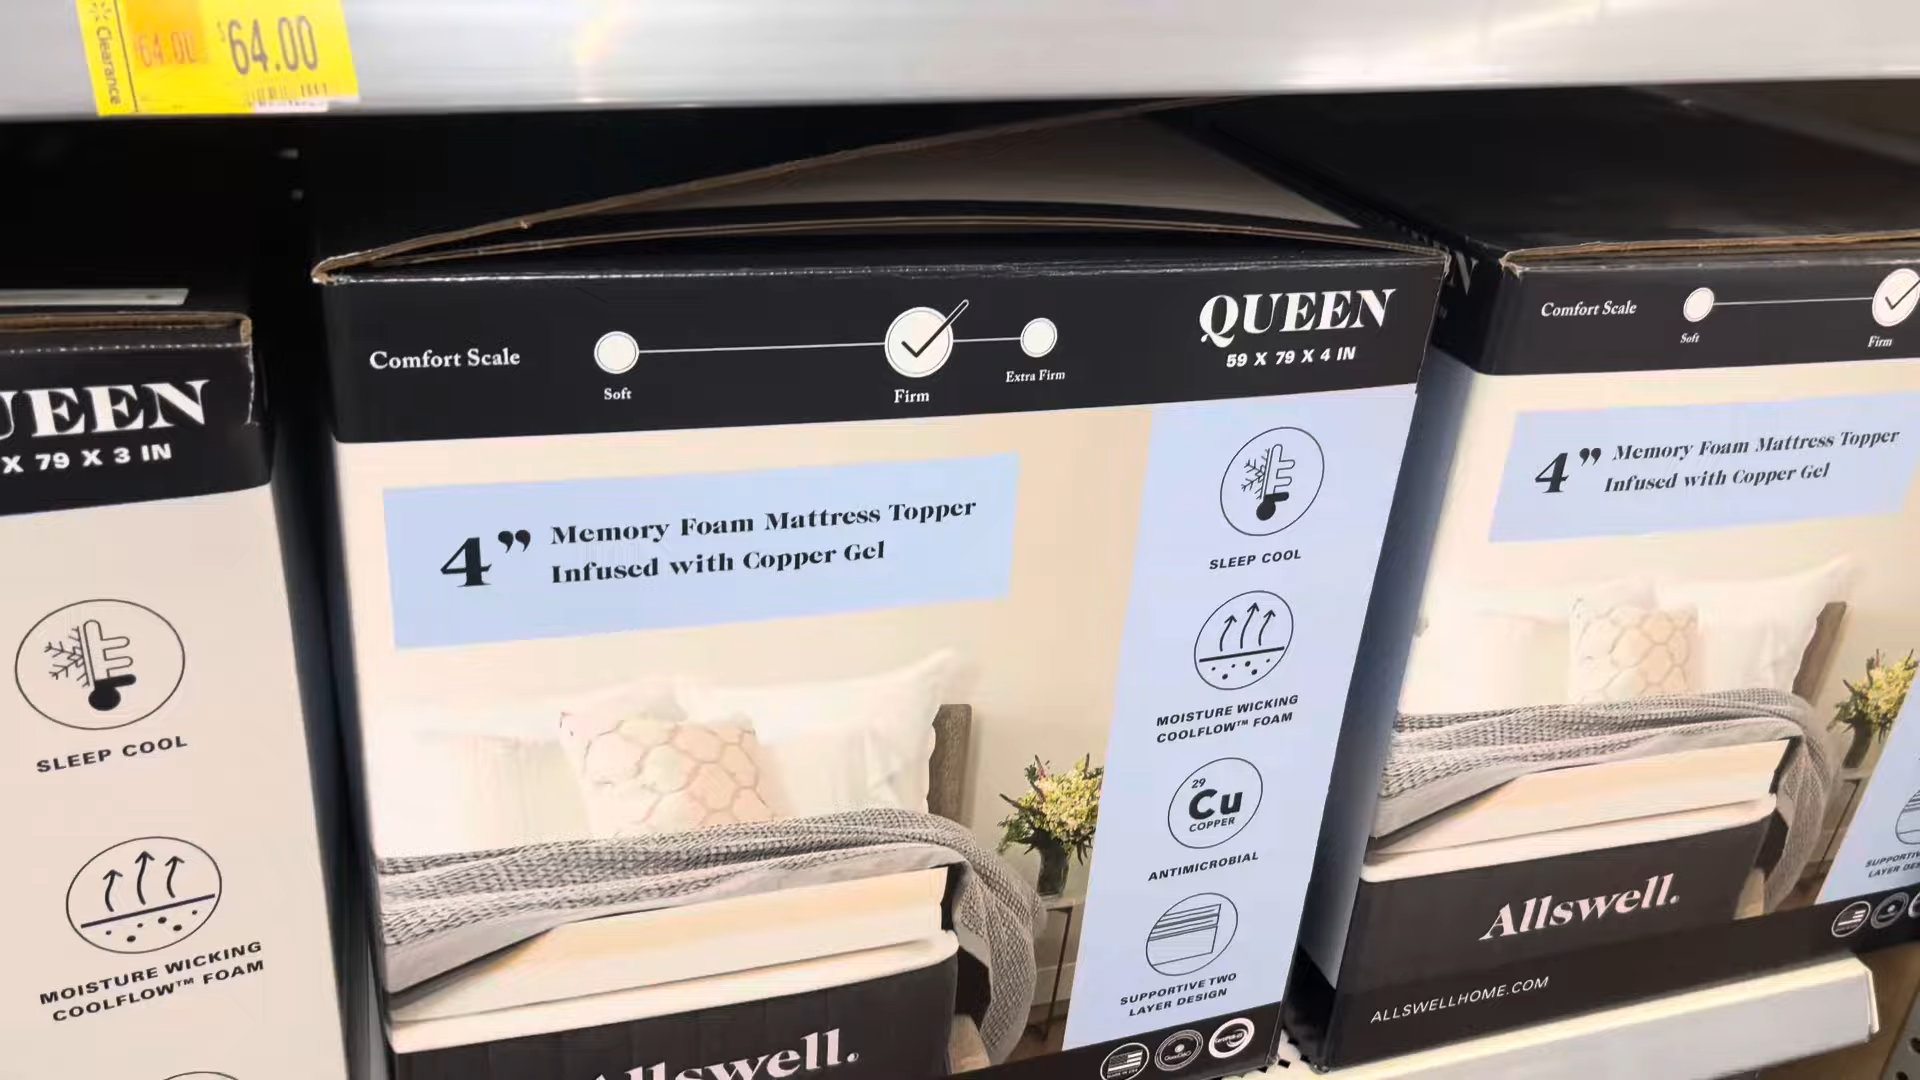 Clearance
64.00
$64.00
UEEN
X 79 X 3 IN
SLEEP COOL
MOISTURE WICKING
COOLFLOW™ FOAM
Comfort Scale
Soft
Firm
Extra Firm
QUEEN
59 X 79 X 4 IN
4” Memory Foam Mattress Topper
Infused with Copper Gel
SLEEP COOL
MOISTURE WICKING
COOLFLOW™ FOAM
29
Cu
COPPER
ANTIMICROBIAL
SUPPORTIVE TWO
LAYER DESIGN
Allswell.
N
Comfort Scale
Soft
Firm
4” Memory Foam Mattress Topper
Infused with Copper Gel
SUPPORTIV
LAYER DES
Allswell.
ALLSWELLHOME.COM